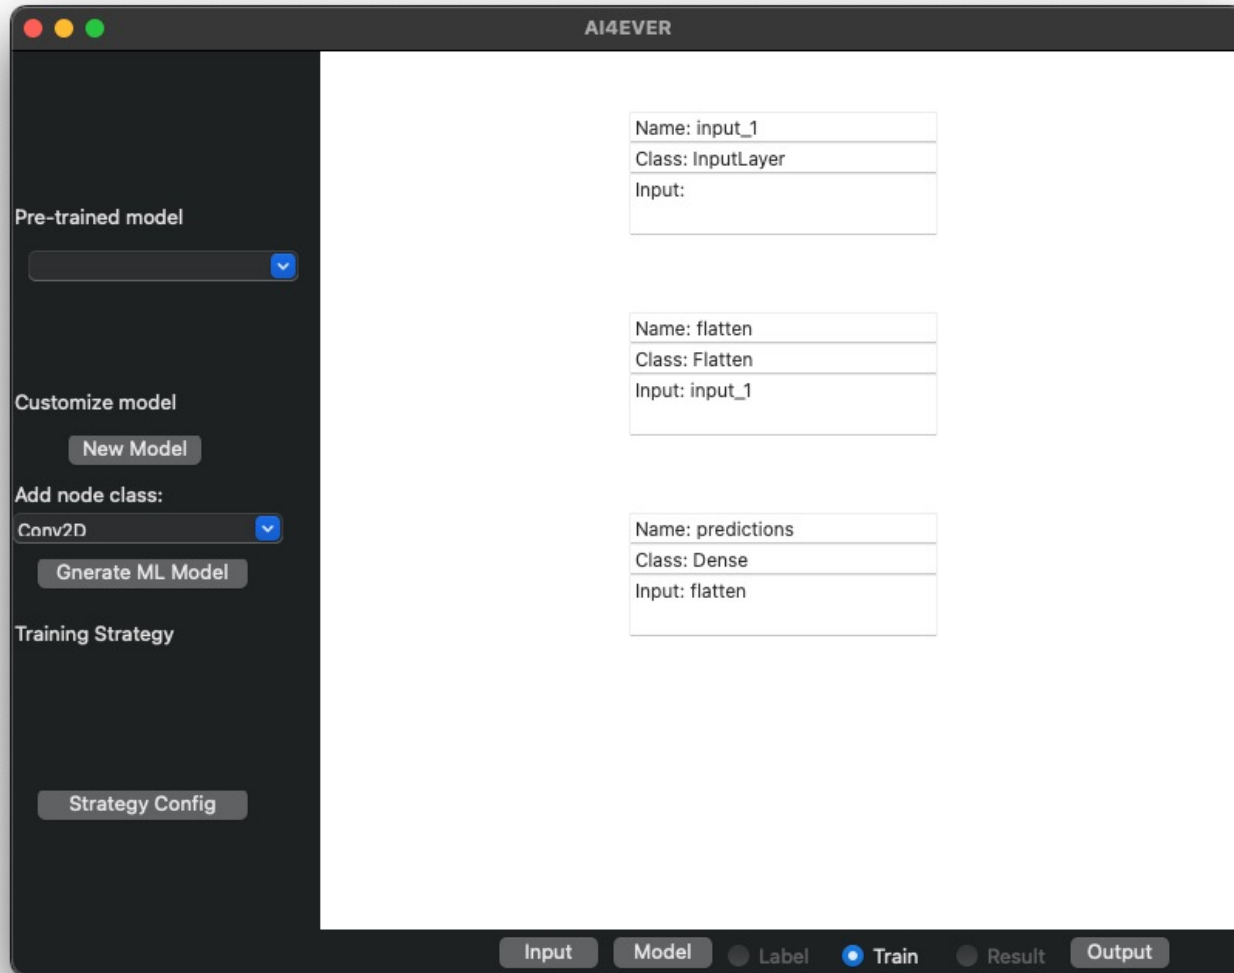 AI4EVER
Pre-trained model
Customize model
New Model
Add node class:
Conv2D
Gnerate ML Model
Training Strategy
Strategy Config
Name: input_1
Class: InputLayer
Input:
Name: flatten
Class: Flatten
Input: input_1
Name: predictions
Class: Dense
Input: flatten
Input Model Label Train Result Output